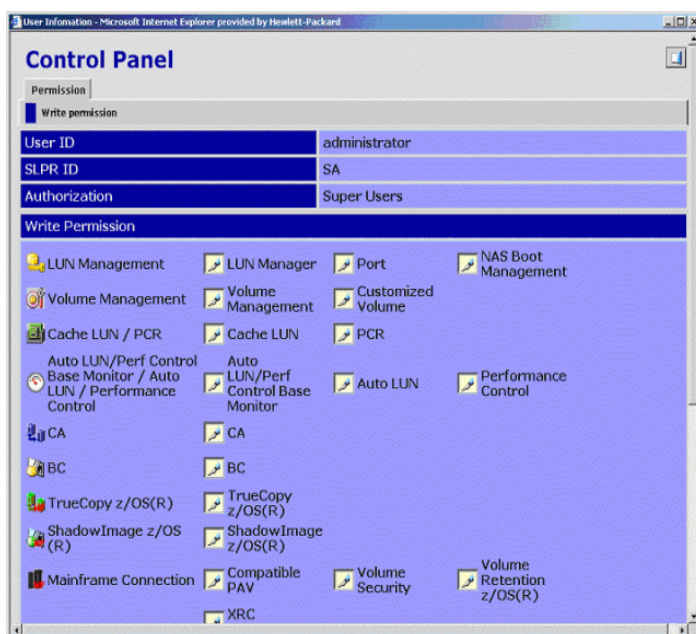 User Infomation - Microsoft Internet Explorer provided by Hewlett-Packard
Control Panel
Permission
Write permission
User ID administrator
SLPR ID SA
Authorization Super Users
Write Permission
LUN Management LUN Manager Port NAS Boot
Management
Volume Management Volume
Management Customized
Volume
Cache LUN / PCR Cache LUN PCR
Auto LUN/Perf Control
Base Monitor / Auto
LUN / Performance
Control
Auto
LUN/Perf
Control Base
Monitor
Auto LUN
Performance
Control
CA CA
BC BC
TrueCopy z/OS(R) TrueCopy
z/OS(R)
ShadowImage z/OS
(R)
ShadowImage
z/OS(R)
Mainframe Connection Compatible
PAV
Volume
Security
Volume
Retention
z/OS(R)
XRC